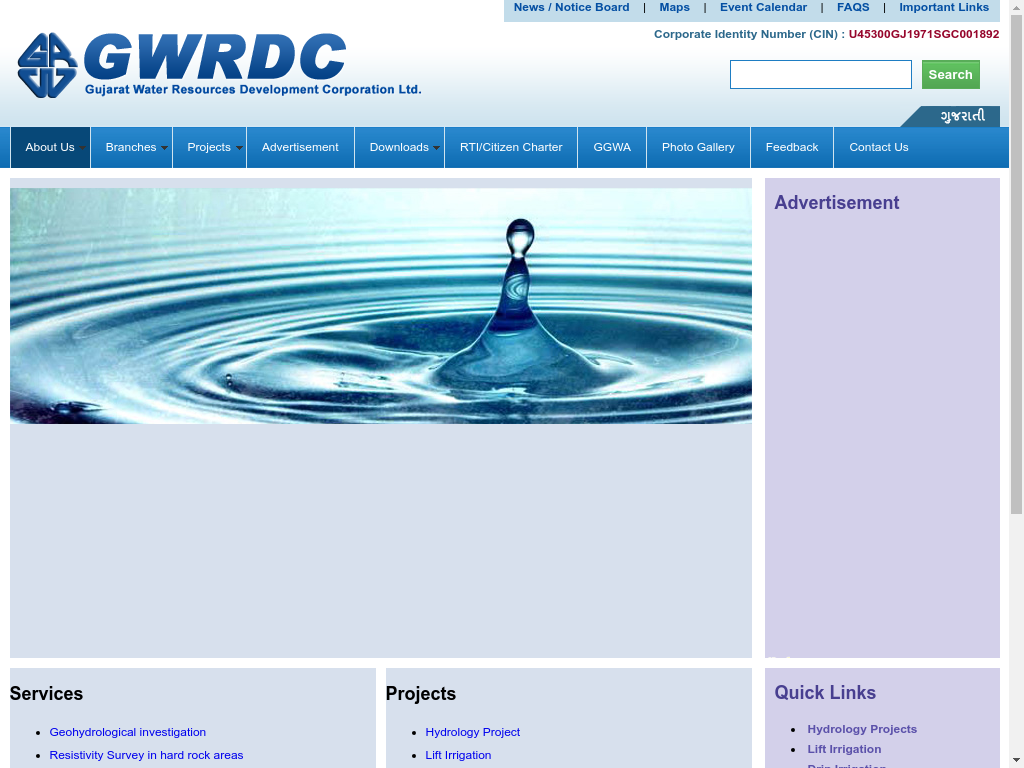 News / Notice Board | Maps | Event Calendar | FAQS | Important Links
Corporate Identity Number (CIN) : U45300GJ1971SGC001892
GWRDC
Gujarat Water Resources Development Corporation Ltd.
Search
ગુજરાતી
About Us Branches Projects Advertisement Downloads RTI/Citizen Charter GGWA Photo Gallery Feedback Contact Us
Advertisement
Services
Geohydrological investigation
Resistivity Survey in hard rock areas
Projects
Hydrology Project
Lift Irrigation
Quick Links
Hydrology Projects
Lift Irrigation
Drip Irrigation